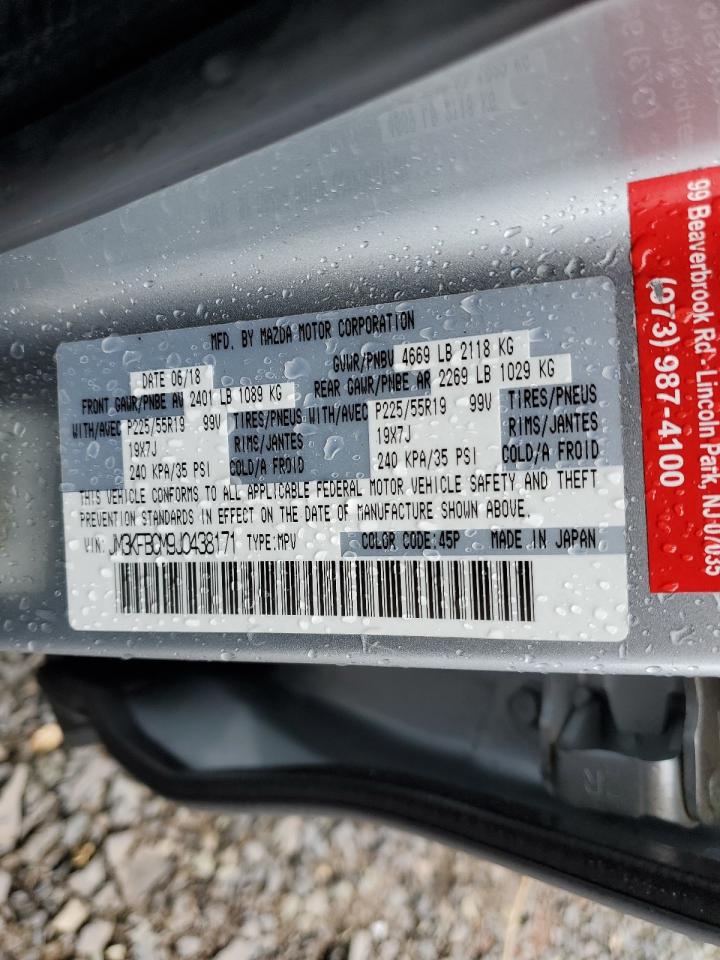 MFD. BY MAZDA MOTOR CORPORATION
DATE 06/18
GVWR/PNBV 4669 LB 2118 KG
FRONT GAWR/PNBE AV 2401 LB 1089 KG
REAR GAWR/PNBE AR 2269 LB 1029 KG
WITH/AVEC P225/55R19 99V TIRES/PNEUS
WITH/AVEC P225/55R19 99V TIRES/PNEUS
19X7J RIMS/JANTES
19X7J RIMS/JANTES
240 KPA/35 PSI COLD/A FROID
240 KPA/35 PSI COLD/A FROID
THIS VEHICLE CONFORMS TO ALL APPLICABLE FEDERAL MOTOR VEHICLE SAFETY AND THEFT
PREVENTION STANDARDS IN EFFECT ON THE DATE OF MANUFACTURE SHOWN ABOVE.
VIN: JM3KFBCM9J0438171 TYPE:MPV COLOR CODE:45P MADE IN JAPAN
99 Beaverbrook Rd - Lincoln Park, NJ 07035
(973) 987-4100